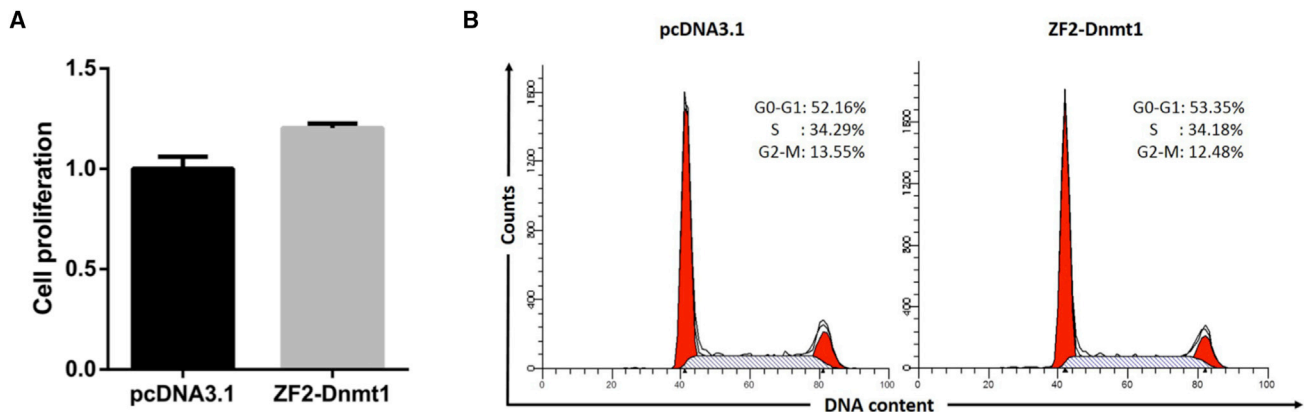 A
1.5
1.0
0.5
0.0
Cell proliferation
pcDNA3.1
ZF2-Dnmt1
B
pcDNA3.1
G0-G1: 52.16%
S : 34.29%
G2-M: 13.55%
1600
1200
800
400
0
0 20 40 60 80 100
ZF2-Dnmt1
G0-G1: 53.35%
S : 34.18%
G2-M: 12.48%
1600
1200
800
400
0
0 20 40 60 80 100
Counts
DNA content